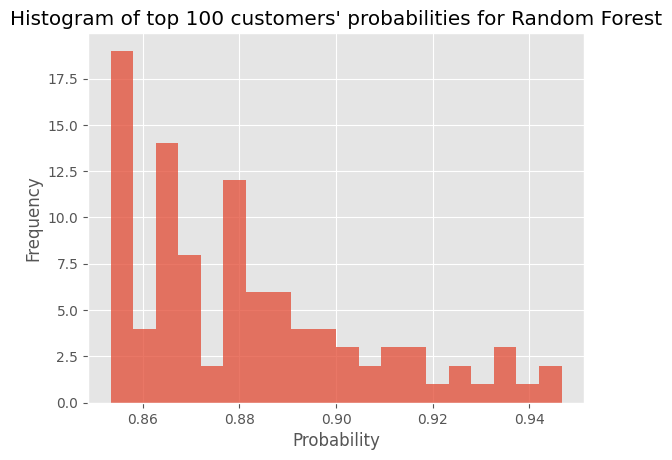 Histogram of top 100 customers' probabilities for Random Forest
17.5
15.0
12.5
10.0
7.5
5.0
2.5
0.0
Frequency
0.86 0.88 0.90 0.92 0.94
Probability